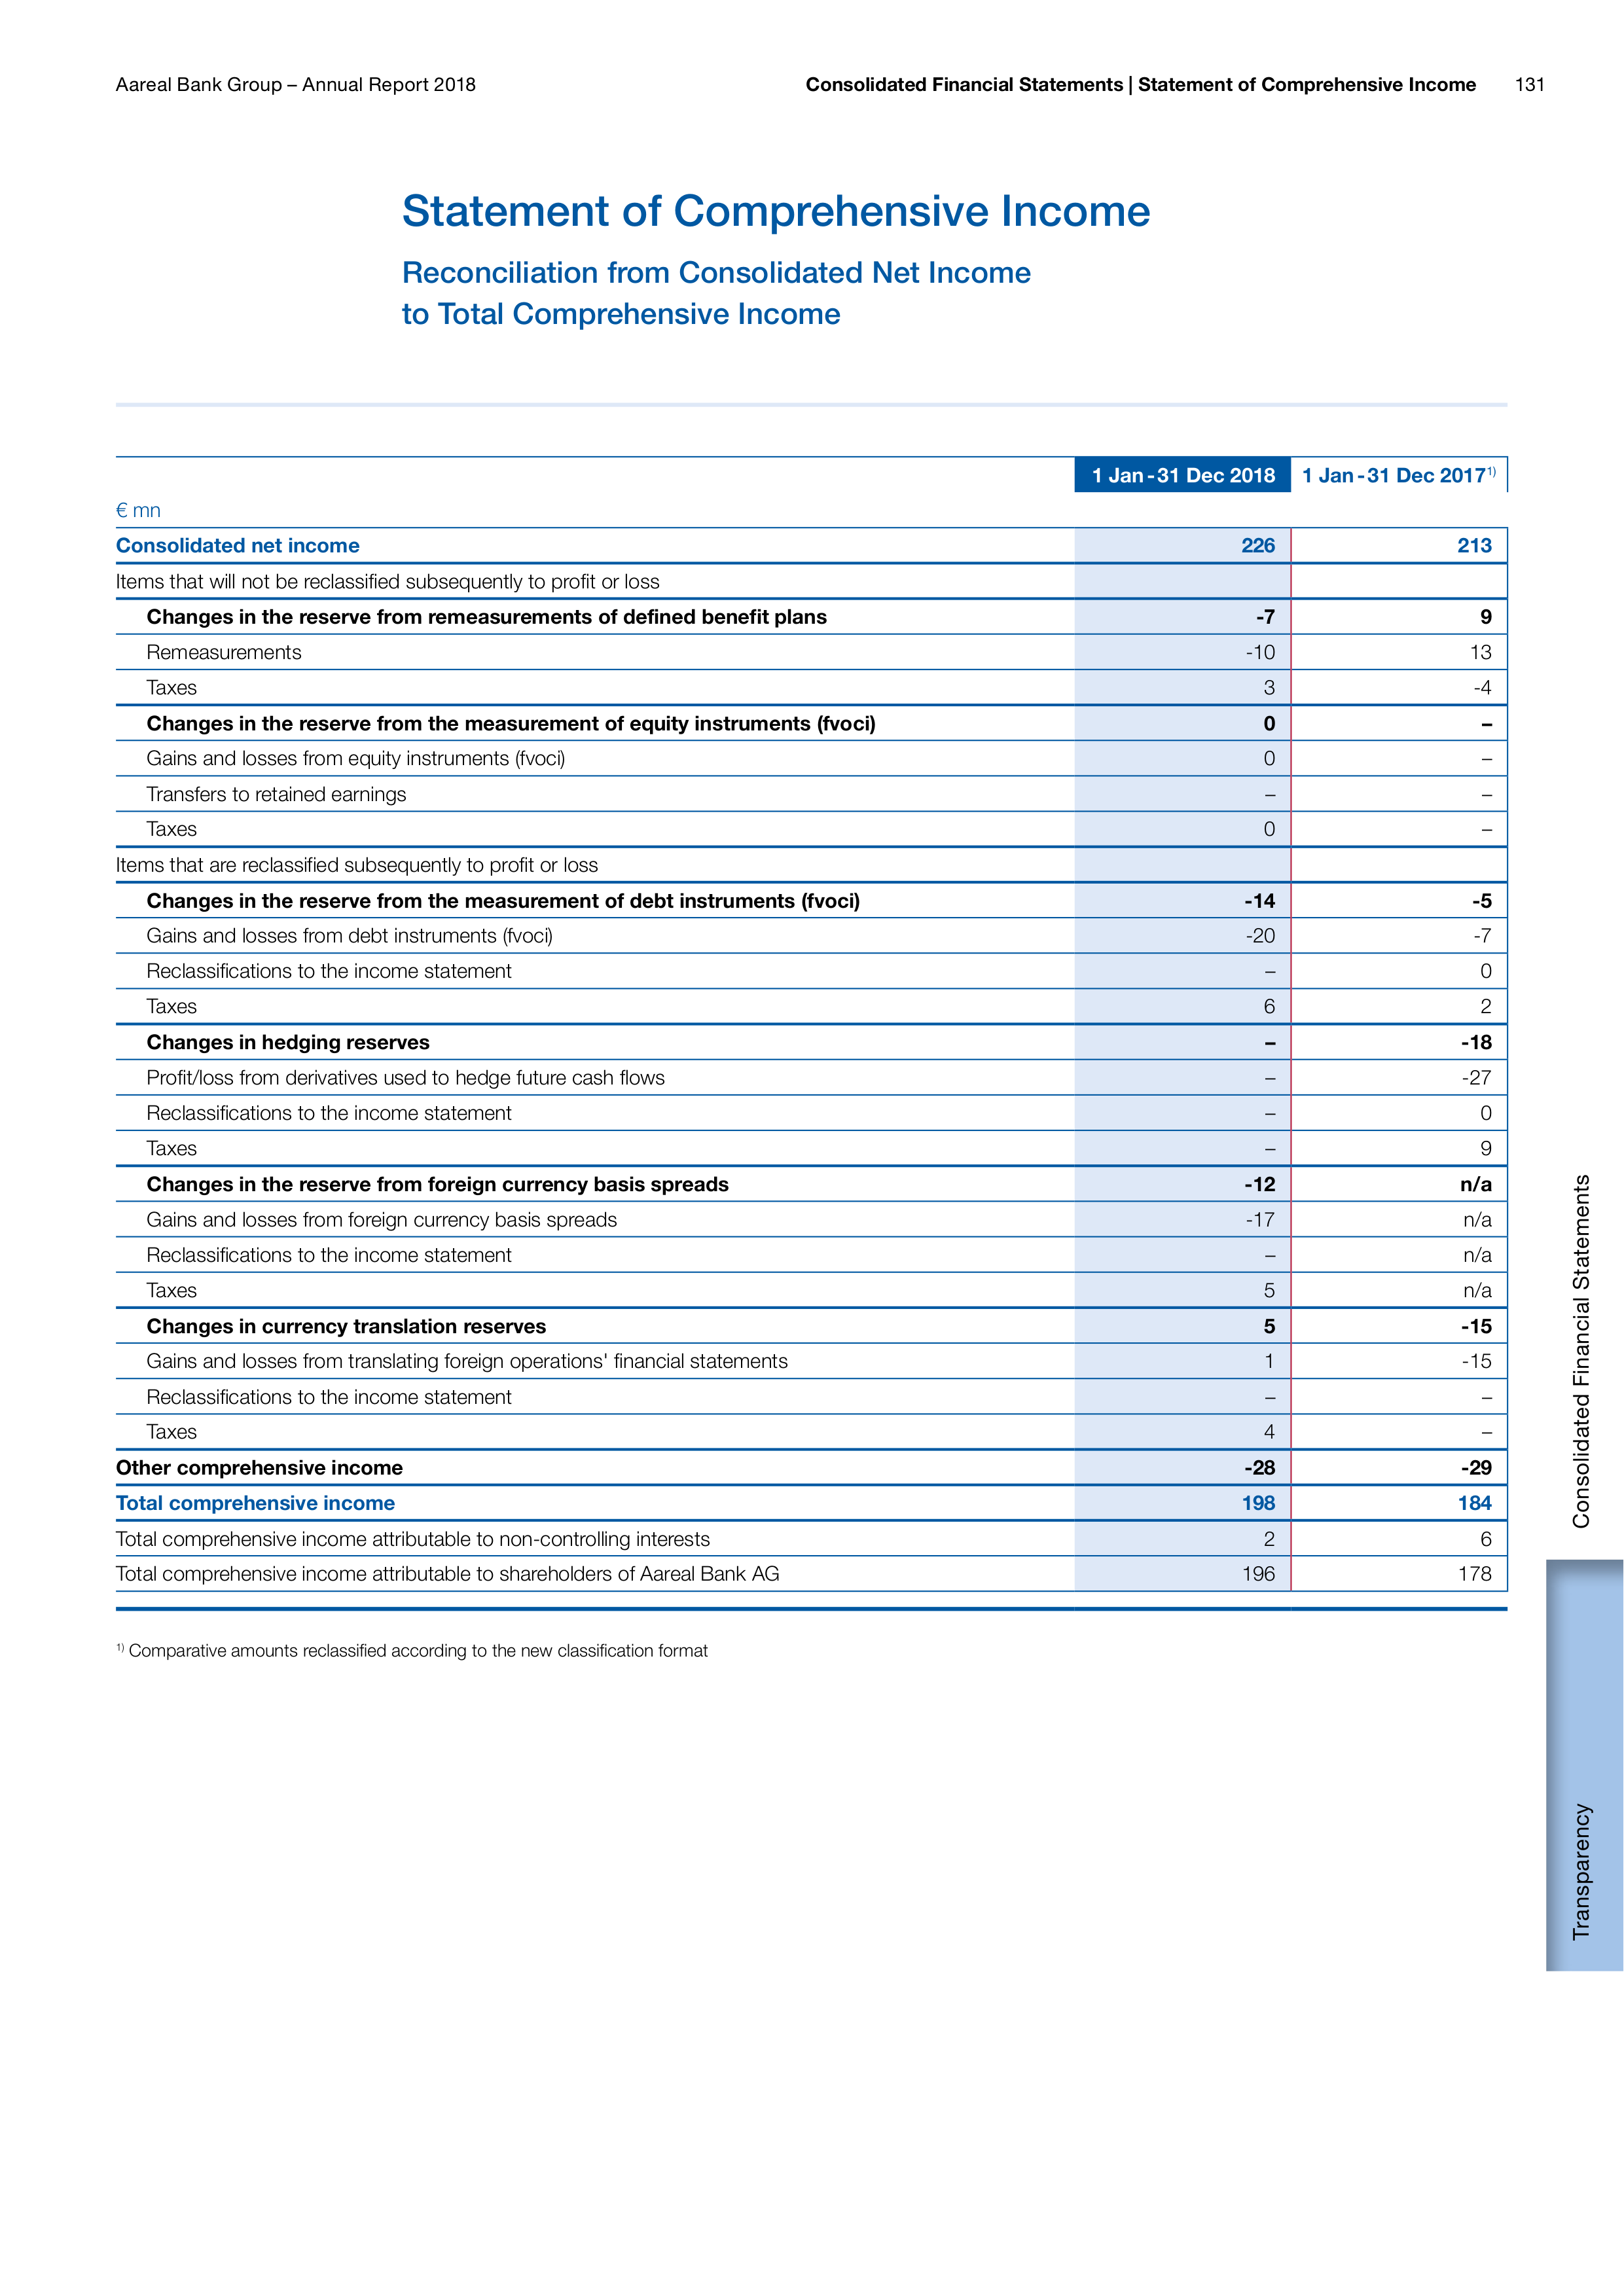 Aareal Bank Group – Annual Report 2018 Consolidated Financial Statements | Statement of Comprehensive Income 131
Statement of Comprehensive Income
Reconciliation from Consolidated Net Income
to Total Comprehensive Income
1 Jan - 31 Dec 2018 1 Jan - 31 Dec 2017 1)
€ mn
Consolidated net income 226 213
Items that will not be reclassified subsequently to profit or loss
Changes in the reserve from remeasurements of defined benefit plans -7 9
Remeasurements -10 13
Taxes 3 -4
Changes in the reserve from the measurement of equity instruments (fvoci) 0 –
Gains and losses from equity instruments (fvoci) 0 –
Transfers to retained earnings – –
Taxes 0 –
Items that are reclassified subsequently to profit or loss
Changes in the reserve from the measurement of debt instruments (fvoci) -14 -5
Gains and losses from debt instruments (fvoci) -20 -7
Reclassifications to the income statement – 0
Taxes 6 2
Changes in hedging reserves – -18
Profit/loss from derivatives used to hedge future cash flows – -27
Reclassifications to the income statement – 0
Taxes – 9
Changes in the reserve from foreign currency basis spreads -12 n/a
Gains and losses from foreign currency basis spreads -17 n/a
Reclassifications to the income statement – n/a
Taxes 5 n/a
Changes in currency translation reserves 5 -15
Gains and losses from translating foreign operations' financial statements 1 -15
Reclassifications to the income statement – –
Taxes 4 –
Other comprehensive income -28 -29
Total comprehensive income 198 184
Total comprehensive income attributable to non-controlling interests 2 6
Total comprehensive income attributable to shareholders of Aareal Bank AG 196 178
1) Comparative amounts reclassified according to the new classification format
Consolidated Financial Statements
Transparency